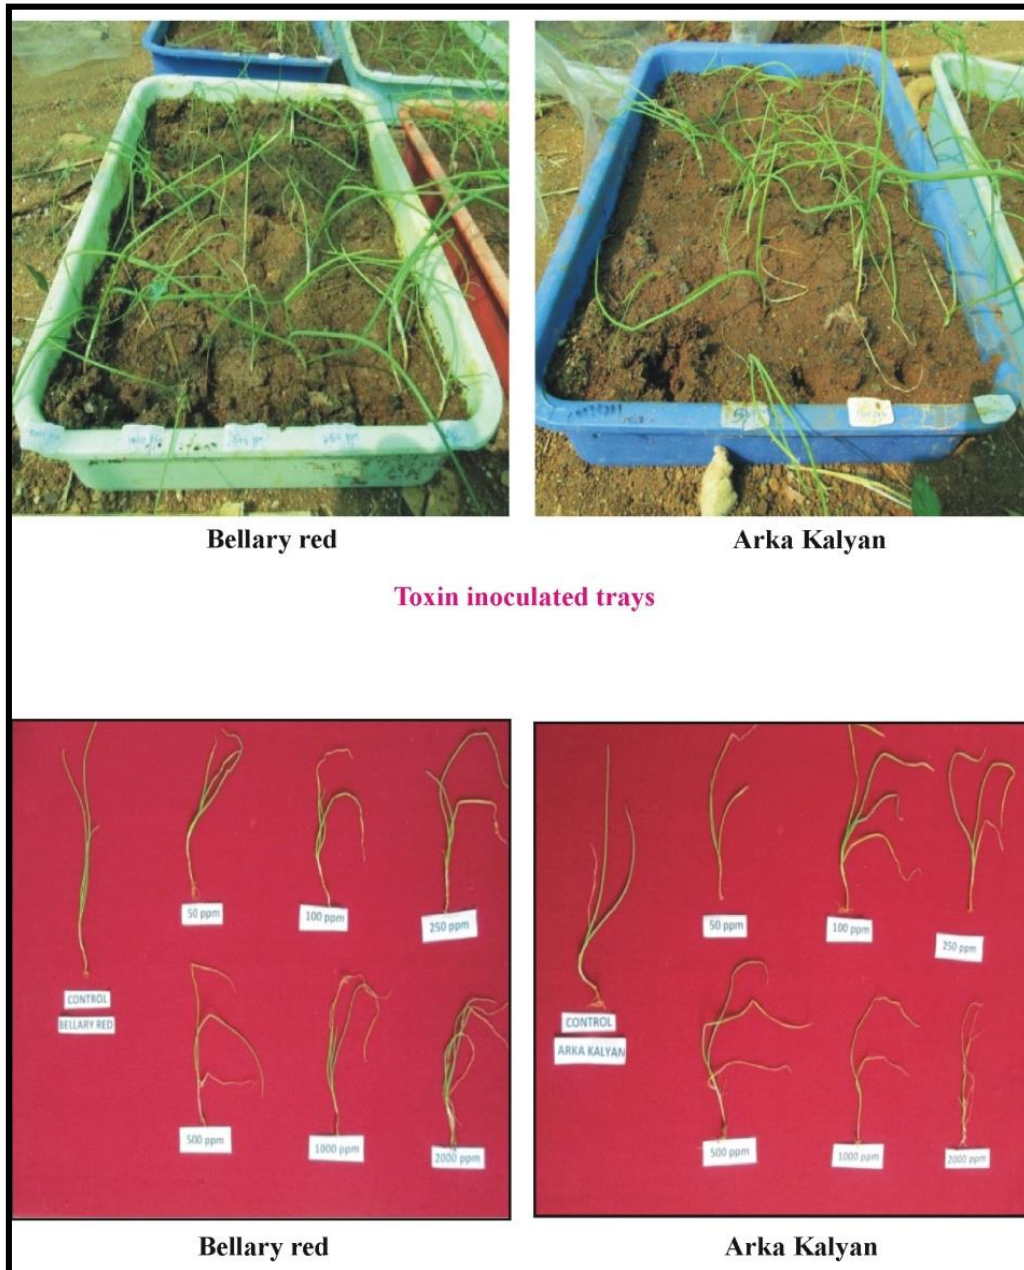 Bellary red
Arka Kalyan
Toxin inoculated trays
50 ppm
100 ppm
250 ppm
CONTROL
BELLARY RED
500 ppm
1000 ppm
2000 ppm
50 ppm
100 ppm
250 ppm
CONTROL
ARKA KALYAN
500 ppm
1000 ppm
2000 ppm
Bellary red
Arka Kalyan